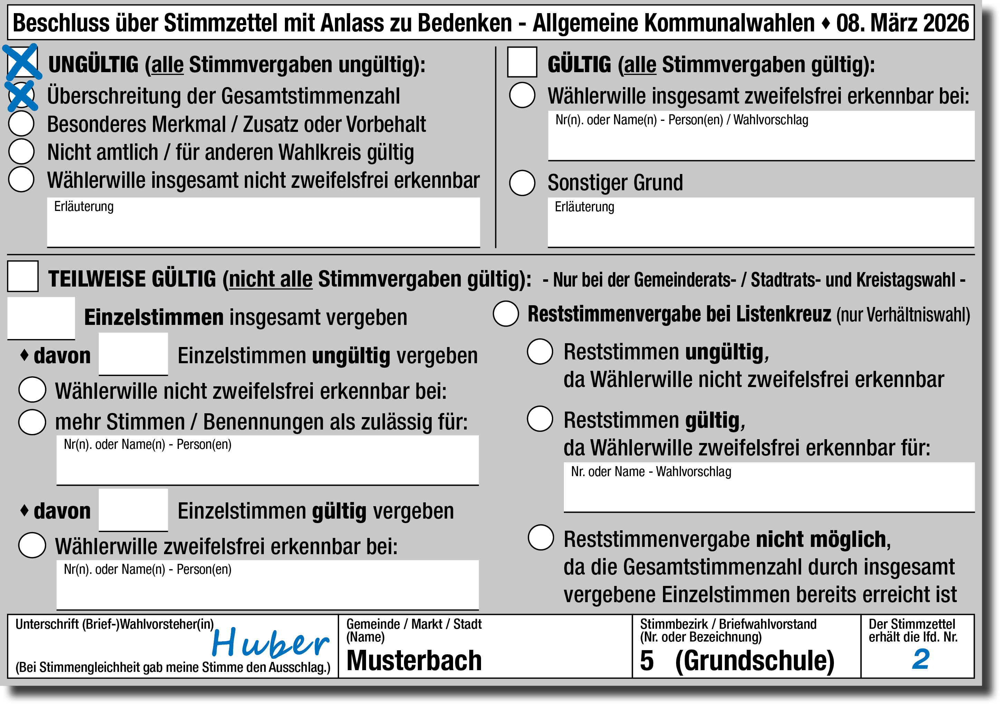 Beschluss über Stimmzettel mit Anlass zu Bedenken - Allgemeine Kommunalwahlen ♦ 08. März 2026
UNGÜLTIG (alle Stimmvergaben ungültig):
Überschreitung der Gesamtstimmenzahl
Besonderes Merkmal / Zusatz oder Vorbehalt
Nicht amtlich / für anderen Wahlkreis gültig
Wählerwille insgesamt nicht zweifelsfrei erkennbar
Erläuterung
GÜLTIG (alle Stimmvergaben gültig):
Wählerwille insgesamt zweifelsfrei erkennbar bei:
Nr(n). oder Name(n) - Person(en) / Wahlvorschlag
Sonstiger Grund
Erläuterung
TEILWEISE GÜLTIG (nicht alle Stimmvergaben gültig): - Nur bei der Gemeinderats- / Stadtrats- und Kreistagswahl -
Einzelstimmen insgesamt vergeben
♦ davon Einzelstimmen ungültig vergeben
Wählerwille nicht zweifelsfrei erkennbar bei:
mehr Stimmen / Benennungen als zulässig für:
Nr(n). oder Name(n) - Person(en)
♦ davon Einzelstimmen gültig vergeben
Wählerwille zweifelsfrei erkennbar bei:
Nr(n). oder Name(n) - Person(en)
Reststimmenvergabe bei Listenkreuz (nur Verhältniswahl)
Reststimmen ungültig,
da Wählerwille nicht zweifelsfrei erkennbar
Reststimmen gültig,
da Wählerwille zweifelsfrei erkennbar für:
Nr. oder Name - Wahlvorschlag
Reststimmenvergabe nicht möglich,
da die Gesamtstimmenzahl durch insgesamt
vergebene Einzelstimmen bereits erreicht ist
Unterschrift (Brief-)Wahlvorsteher(in)
Huber
(Bei Stimmengleichheit gab meine Stimme den Ausschlag.)
Gemeinde / Markt / Stadt
(Name)
Musterbach
Stimmbezirk / Briefwahlvorstand
(Nr. oder Bezeichnung)
5 (Grundschule)
Der Stimmzettel
erhält die lfd. Nr.
2